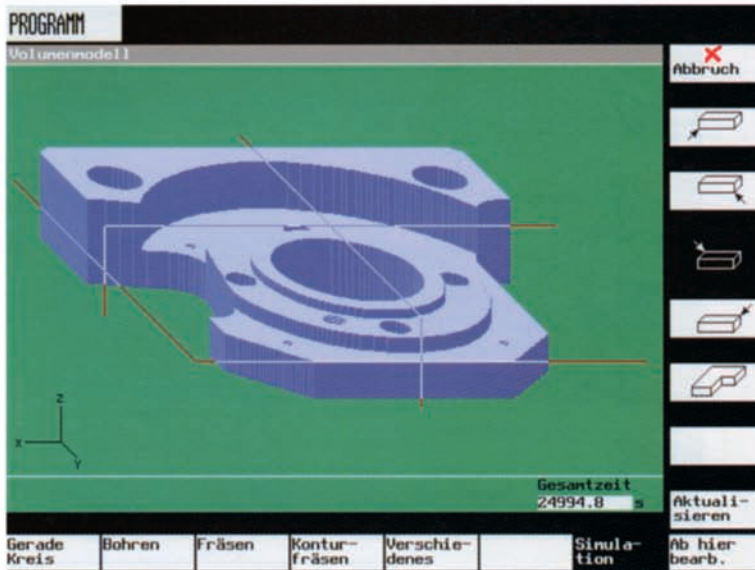 PROGRAMM
Volumenmodell
Abbruch
Z
X
Y
Gesamtzeit
24994.8 s
Aktuali-
sieren
Gerade
Kreis
Bohren
Fräsen
Kontur-
fräsen
Verschie-
denes
Simula-
tion
Ab hier
bearb.